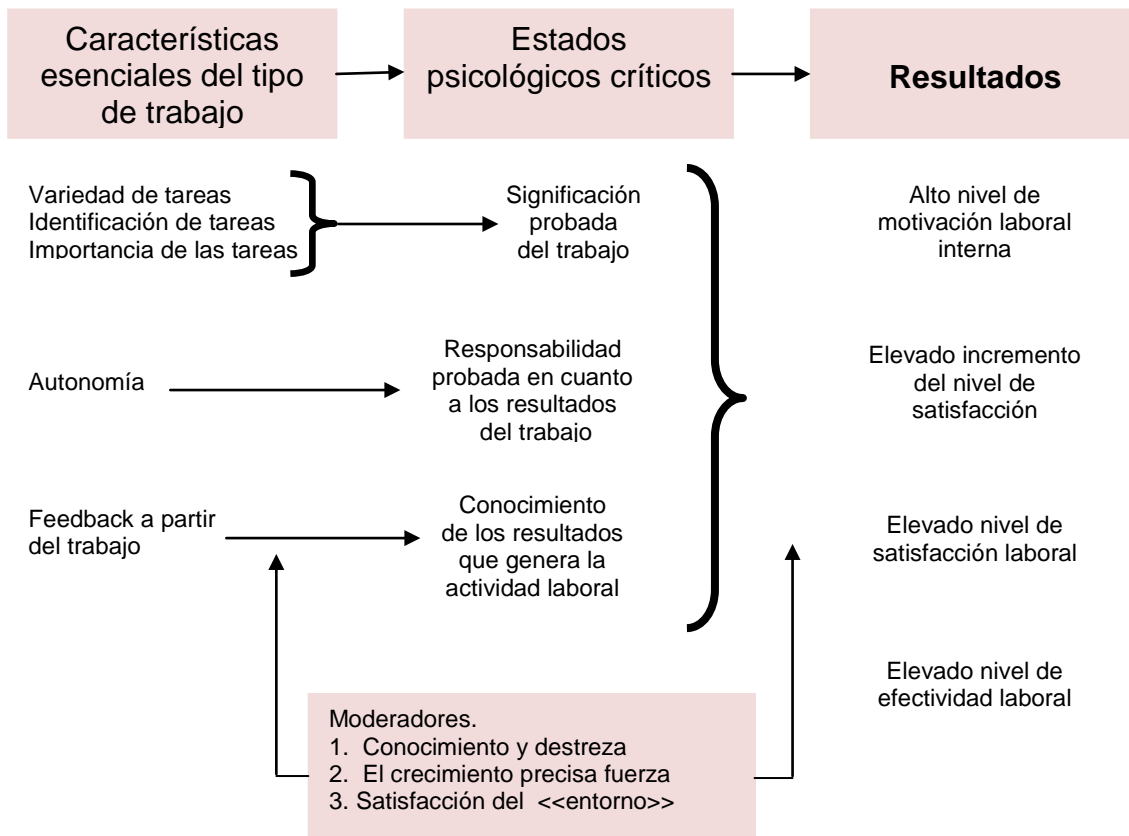 Características
esenciales del tipo
de trabajo
Estados
psicológicos críticos
Resultados
Variedad de tareas
Identificación de tareas
Importancia de las tareas
Significación
probada
del trabajo
Alto nivel de
motivación laboral
interna
Autonomía
Responsabilidad
probada en cuanto
a los resultados
del trabajo
Elevado incremento
del nivel de
satisfacción
Feedback a partir
del trabajo
Conocimiento
de los resultados
que genera la
actividad laboral
Elevado nivel de
satisfacción laboral
Elevado nivel de
efectividad laboral
Moderadores.
1. Conocimiento y destreza
2. El crecimiento precisa fuerza
3. Satisfacción del <<entorno>>